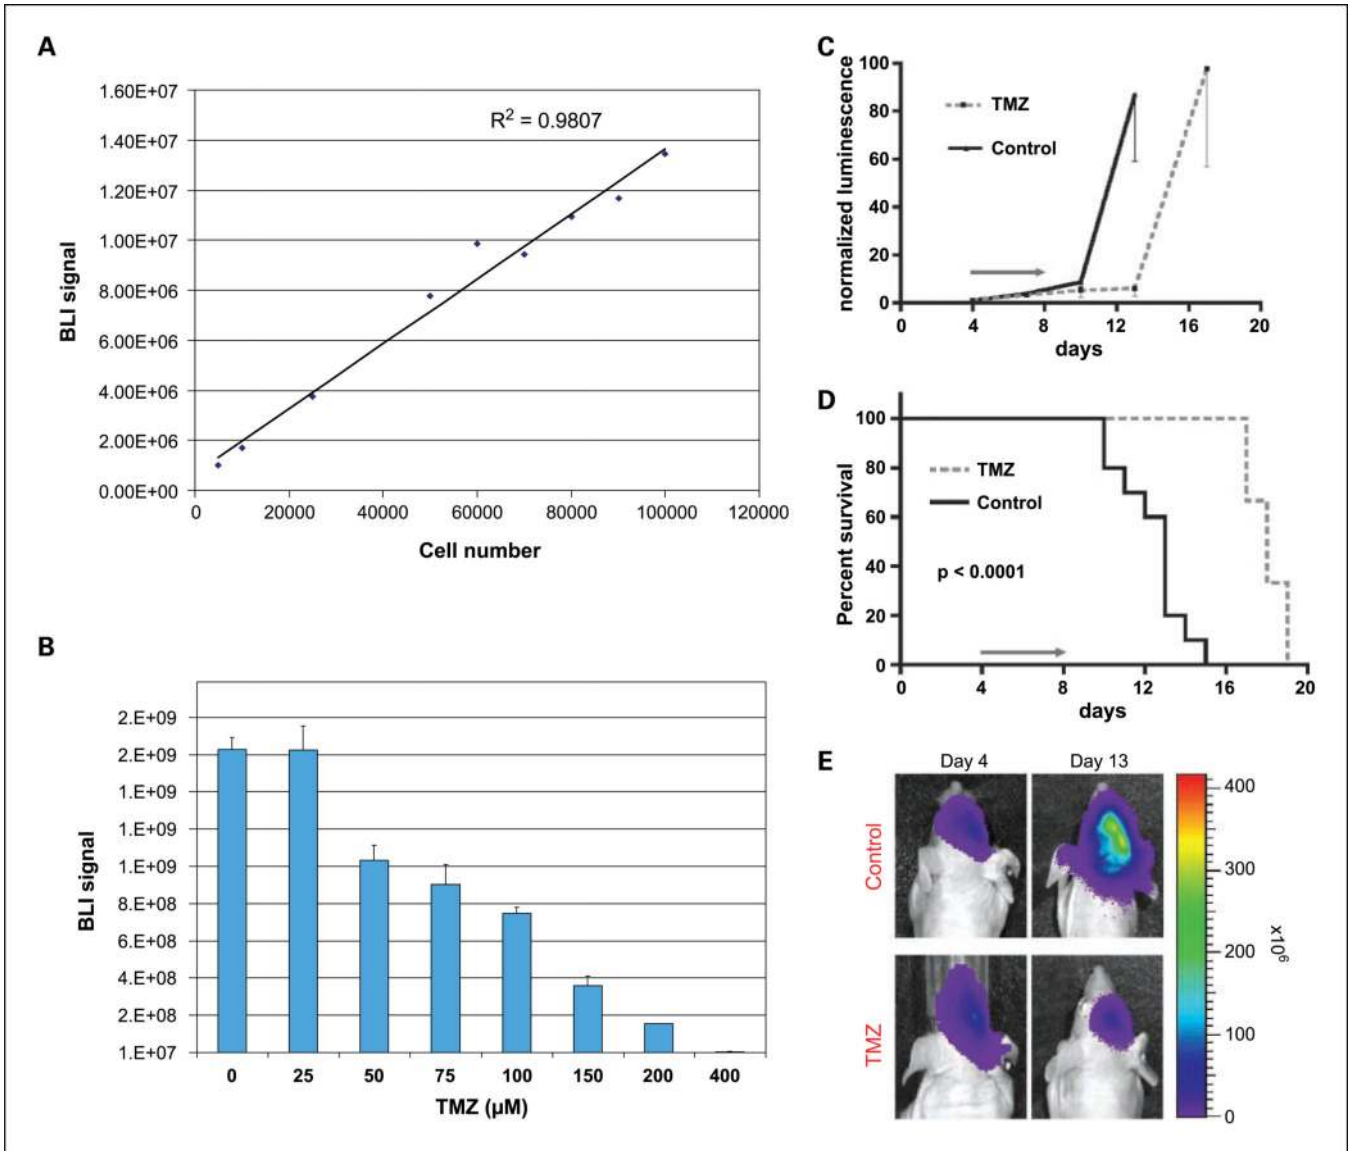 A
1.60E+07
1.40E+07
1.20E+07
1.00E+07
8.00E+06
6.00E+06
4.00E+06
2.00E+06
0.00E+00
BLI signal
R² = 0.9807
0 20000 40000 60000 80000 100000 120000
Cell number
B
2.E+09
2.E+09
1.E+09
1.E+09
1.E+09
8.E+08
6.E+08
4.E+08
2.E+08
1.E+07
BLI signal
0 25 50 75 100 150 200 400
TMZ (µM)
C
100
80
60
40
20
0
normalized luminescence
TMZ
Control
0 4 8 12 16 20
days
D
100
80
60
40
20
0
Percent survival
TMZ
Control
p < 0.0001
0 4 8 12 16 20
days
E
Day 4 Day 13
Control
TMZ
400
300
200
100
0
x10⁶